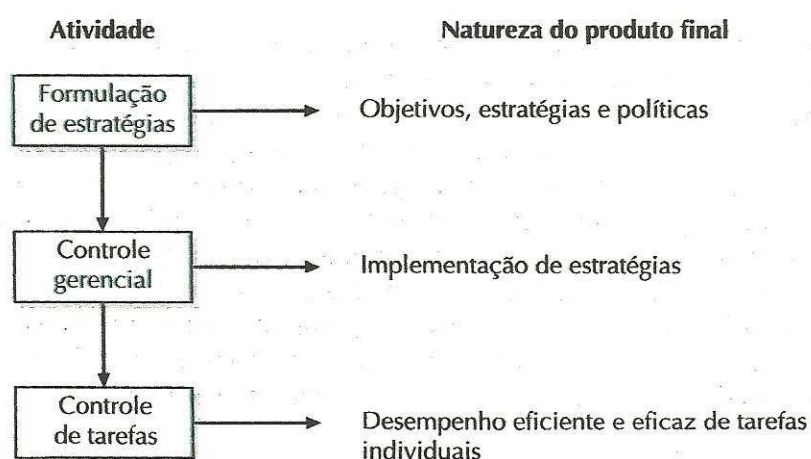 Atividade
Natureza do produto final
Formulação
de estratégias
Objetivos, estratégias e políticas
Controle
gerencial
Implementação de estratégias
Controle
de tarefas
Desempenho eficiente e eficaz de tarefas
individuais